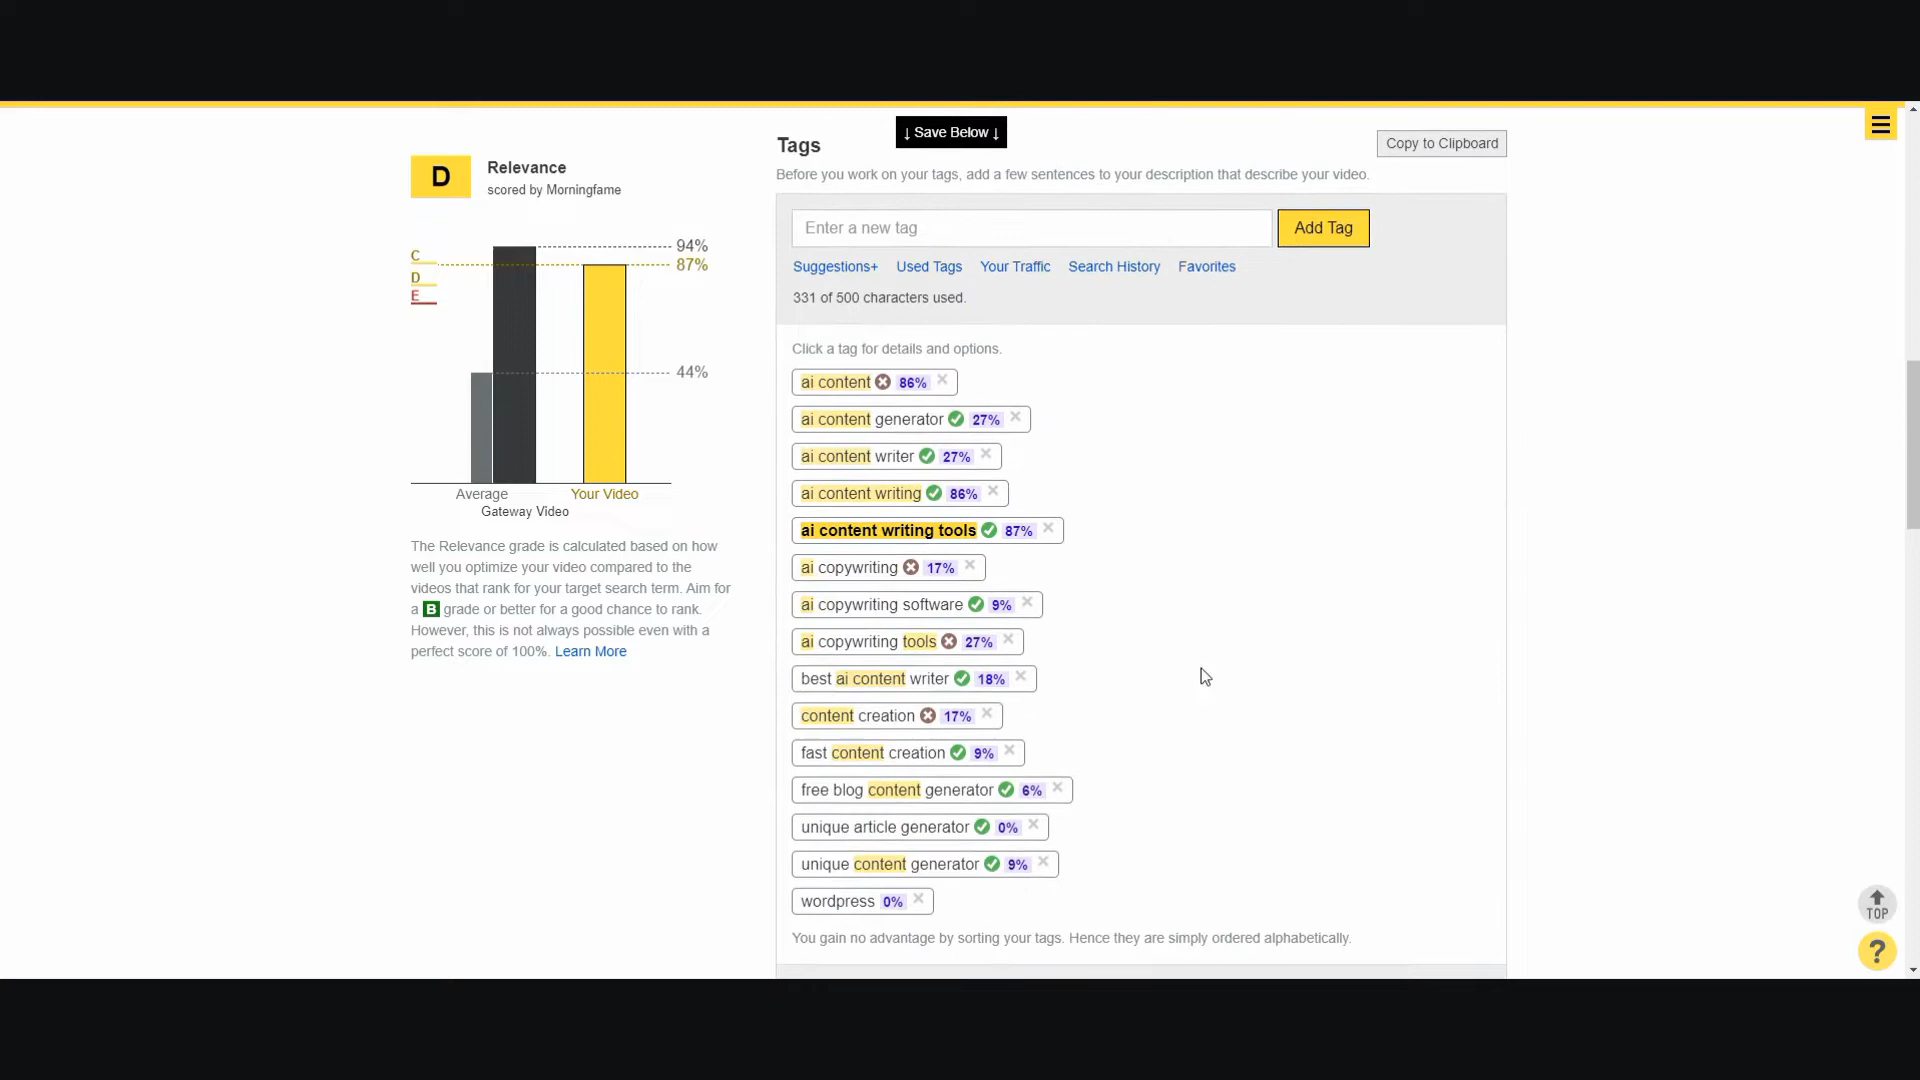 ↓ Save Below ↓
D
Relevance
scored by Morningfame
94%
87%
44%
C
D
E
Average
Your Video
Gateway Video
The Relevance grade is calculated based on how
well you optimize your video compared to the
videos that rank for your target search term. Aim for
a B grade or better for a good chance to rank.
However, this is not always possible even with a
perfect score of 100%. Learn More
Tags
Copy to Clipboard
Before you work on your tags, add a few sentences to your description that describe your video.
Enter a new tag
Add Tag
Suggestions+ Used Tags Your Traffic Search History Favorites
331 of 500 characters used.
Click a tag for details and options.
ai content 86%
ai content generator 27%
ai content writer 27%
ai content writing 86%
ai content writing tools 87%
ai copywriting 17%
ai copywriting software 9%
ai copywriting tools 27%
best ai content writer 18%
content creation 17%
fast content creation 9%
free blog content generator 6%
unique article generator 0%
unique content generator 9%
wordpress 0%
You gain no advantage by sorting your tags. Hence they are simply ordered alphabetically.
TOP
?